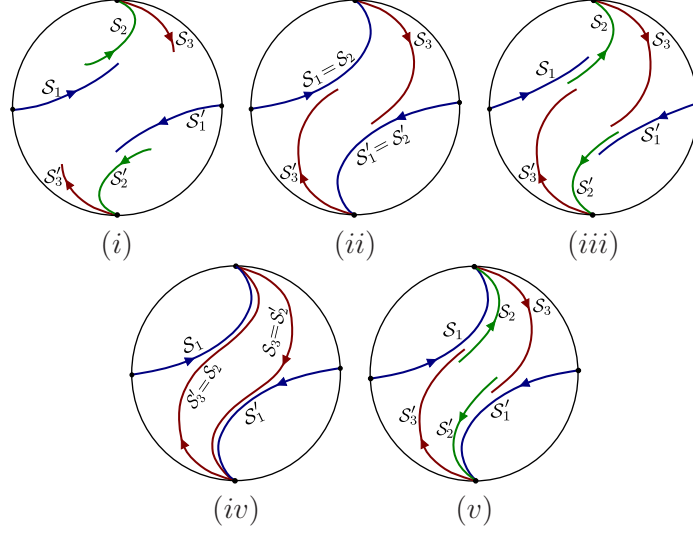 S₂ S₃
S₁
S₁′
S₃′ S₂′
(i)
S₁=S₂ S₃
S₁′=S₂′
S₃′
(ii)
S₂ S₃
S₁
S₁′
S₃′ S₂′
(iii)
S₁ S₃=S₂′
S₃′=S₂
S₁′
(iv)
S₁ S₂ S₃
S₃′ S₂′ S₁′
(v)